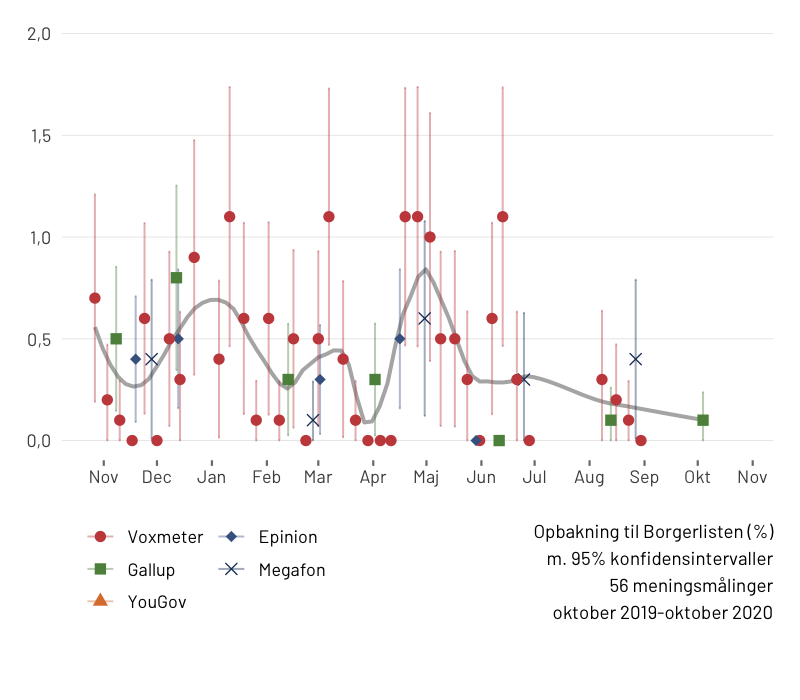 2,0
1,5
1,0
0,5
0,0
Nov Dec Jan Feb Mar Apr Maj Jun Jul Aug Sep Okt Nov
Voxmeter
Epinion
Gallup
Megafon
YouGov
Opbakning til Borgerlisten (%)
m. 95% konfidensintervaller
56 meningsmålinger
oktober 2019-oktober 2020